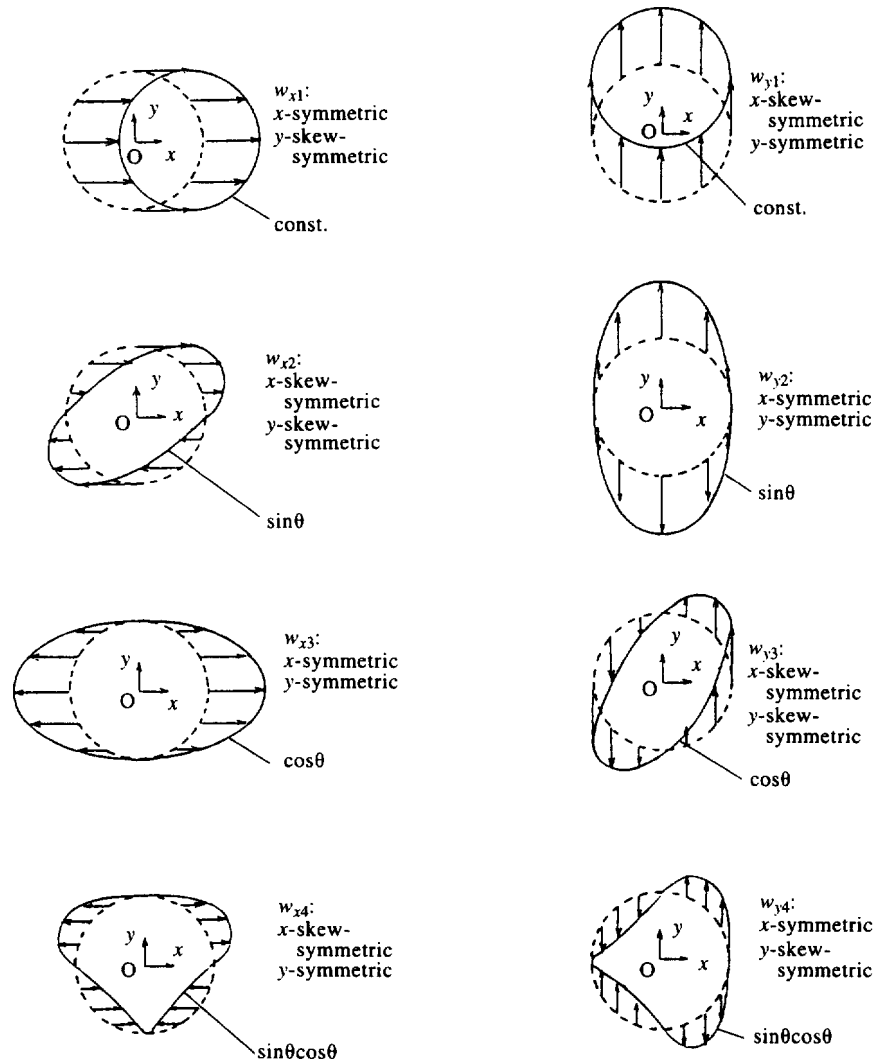 w_x1:
x-symmetric
y-skew-
symmetric
y
O
x
const.
w_y1:
x-skew-
symmetric
y-symmetric
y
O
x
const.
w_x2:
x-skew-
symmetric
y-skew-
symmetric
y
O
x
sinθ
w_y2:
x-symmetric
y-symmetric
y
O
x
sinθ
w_x3:
x-symmetric
y-symmetric
y
O
x
cosθ
w_y3:
x-skew-
symmetric
y-skew-
symmetric
y
O
x
cosθ
w_x4:
x-skew-
symmetric
y-symmetric
y
O
x
sinθcosθ
w_y4:
x-symmetric
y-skew-
symmetric
y
O
x
sinθcosθ